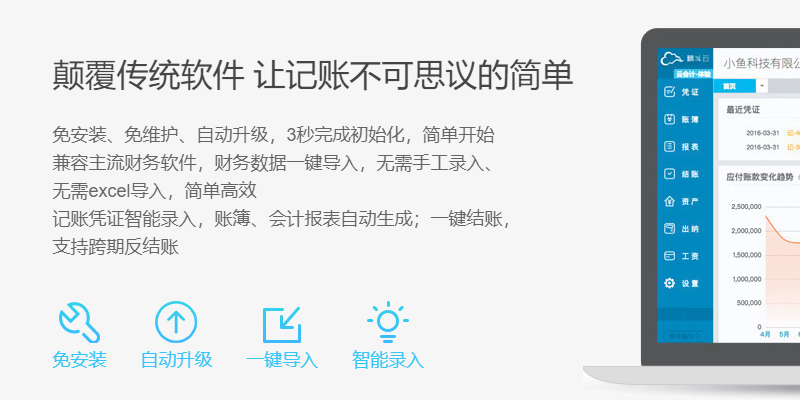 颠覆传统软件 让记账不可思议的简单
免安装、免维护、自动升级，3秒完成初始化，简单开始
兼容主流财务软件，财务数据一键导入，无需手工录入、
无需excel导入，简单高效
记账凭证智能录入，账簿、会计报表自动生成；一键结账，
支持跨期反结账
免安装
自动升级
一键导入
智能录入
小鱼科技有限公
云会计-体验
首页
凭证
账簿
报表
结账
资产
出纳
工资
设置
最近凭证
2016-03-31
2016-03-31
应付账款变化趋势
2,500,000
2,000,000
1,500,000
1,000,000
500,000
0
4月 5月